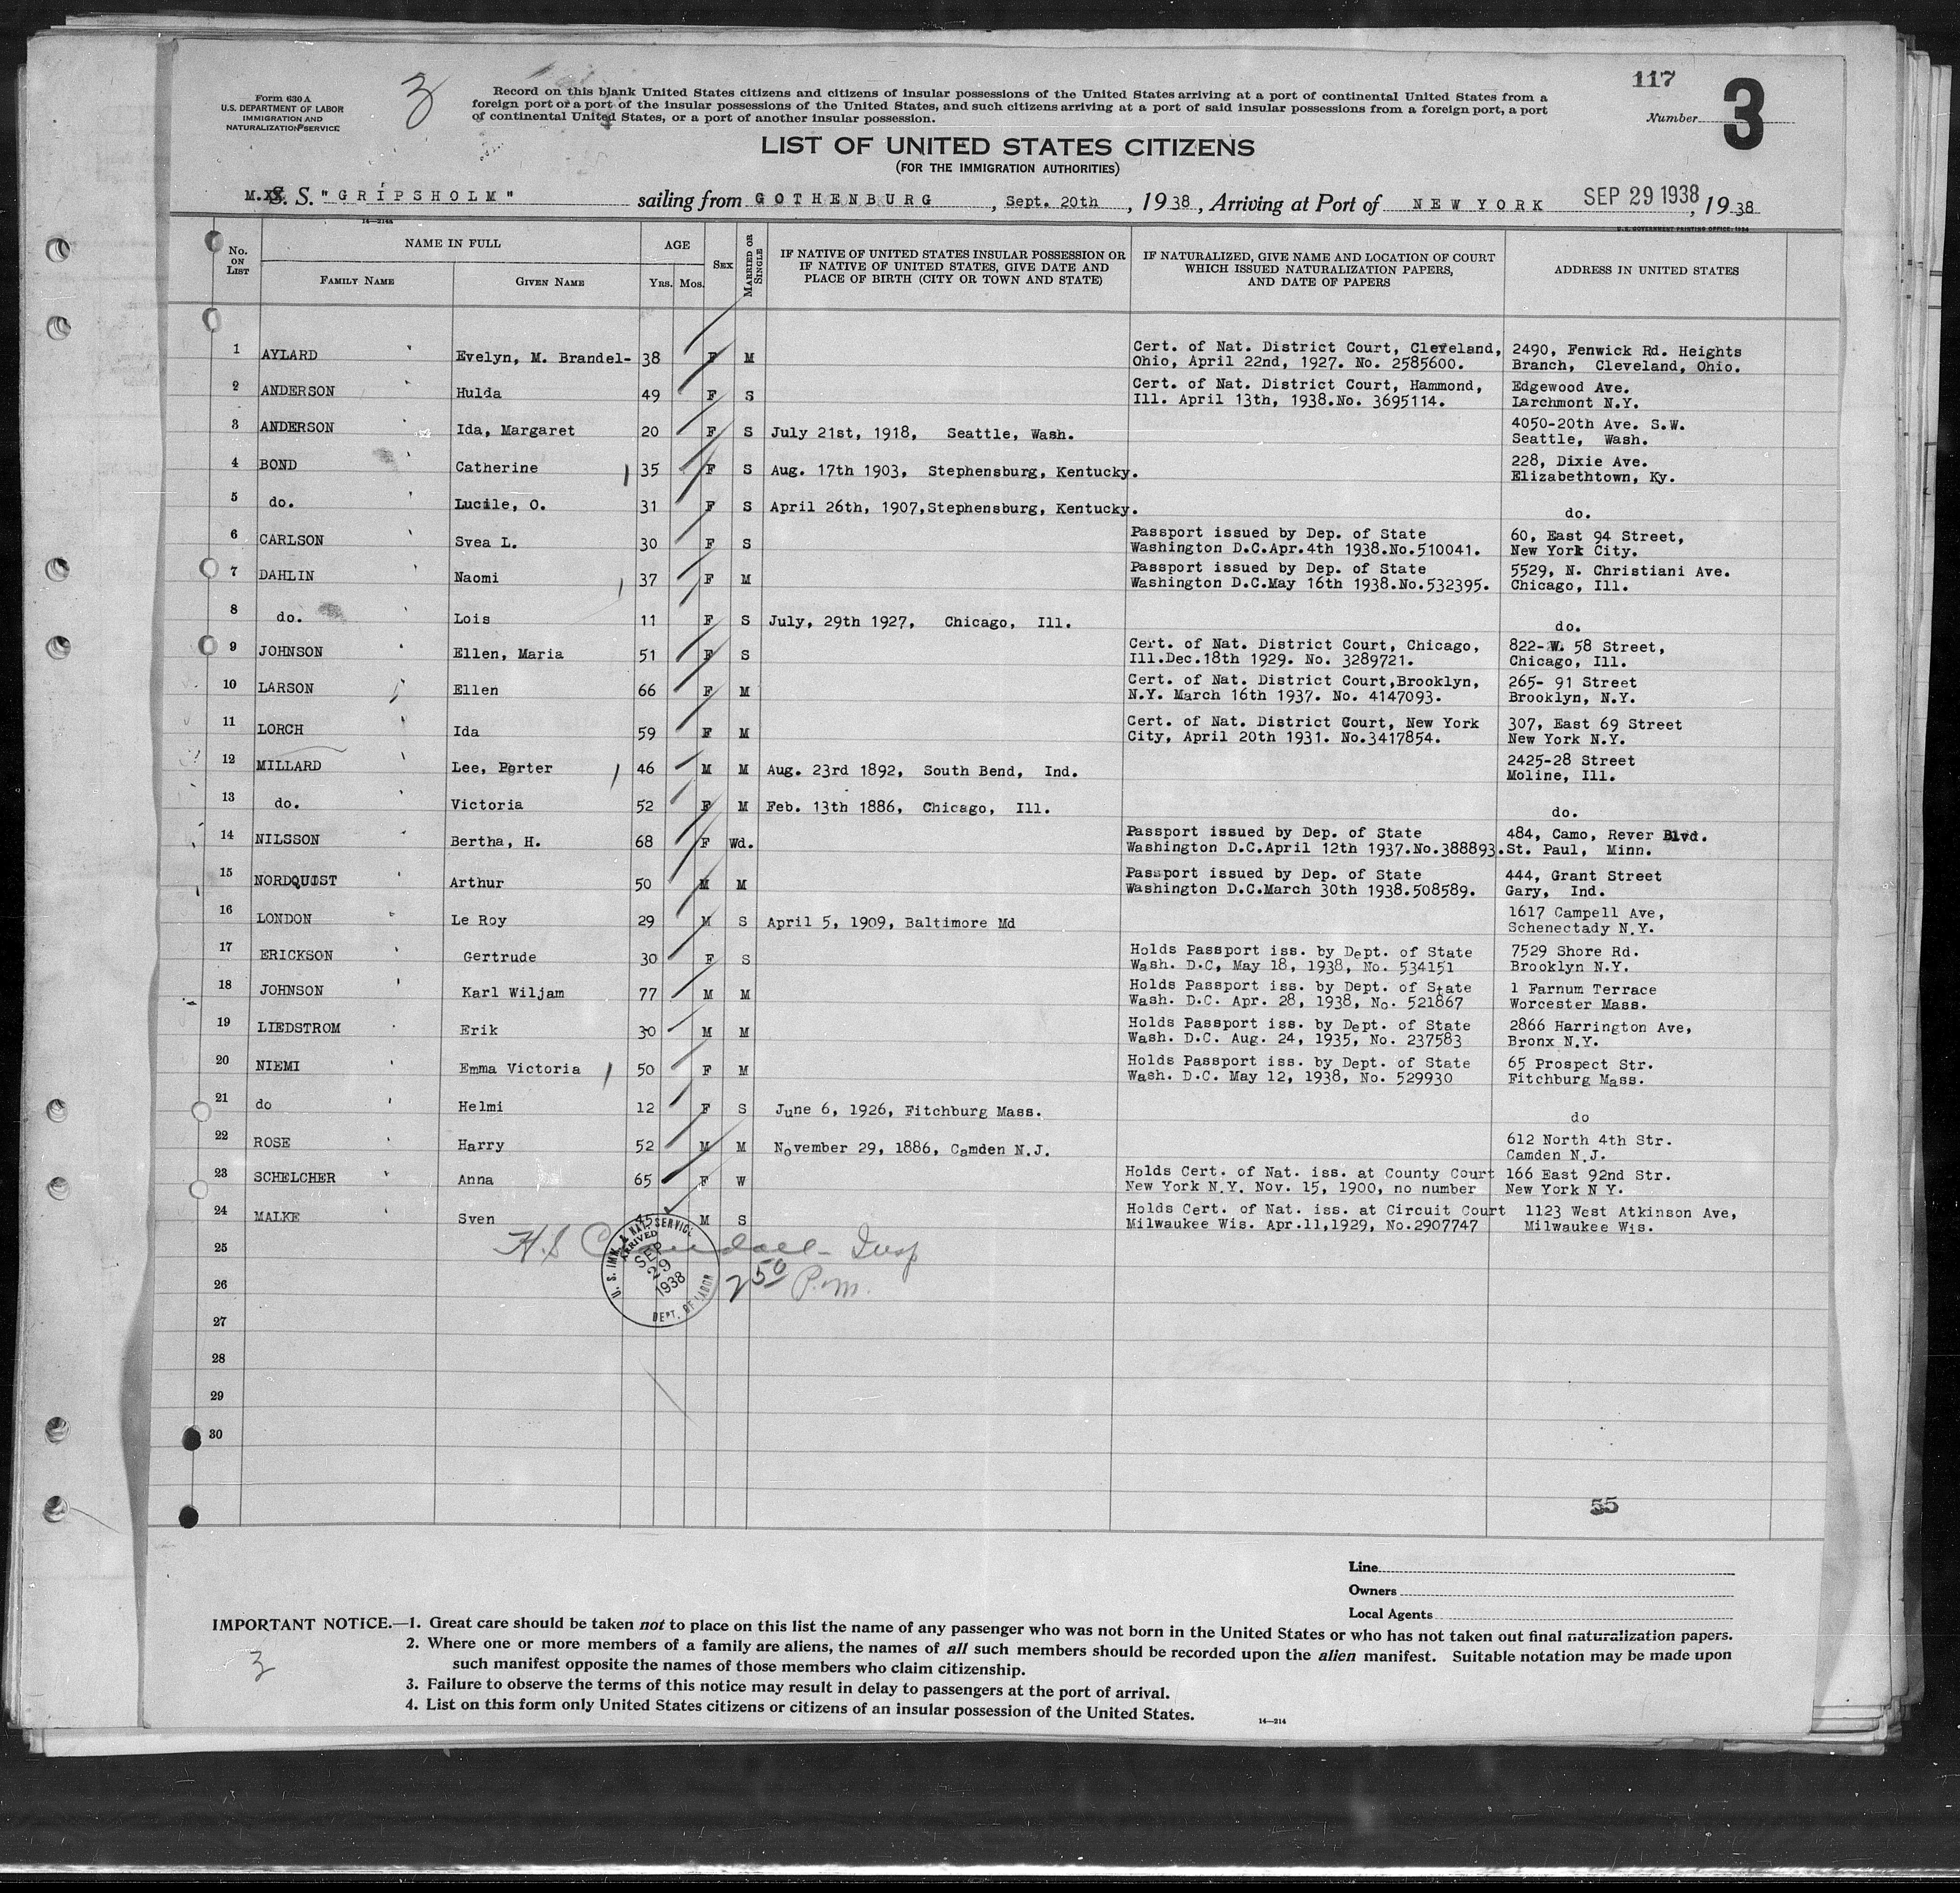 117
Form 630 A
U.S. DEPARTMENT OF LABOR
IMMIGRATION AND
NATURALIZATION SERVICE
3
Record on this blank United States citizens and citizens of insular possessions of the United States arriving at a port of continental United States from a
foreign port or a port of the insular possessions of the United States, and such citizens arriving at a port of said insular possessions from a foreign port, a port
of continental United States, or a port of another insular possession.
Number 3
LIST OF UNITED STATES CITIZENS
(FOR THE IMMIGRATION AUTHORITIES)
M.XX S. S. "GRIPSHOLM" sailing from GOTHENBURG, Sept. 20th, 1938, Arriving at Port of NEW YORK SEP 29 1938, 1938
14—214A
U.S. GOVERNMENT PRINTING OFFICE: 1934
No. ON LIST
NAME IN FULL
FAMILY NAME
GIVEN NAME
AGE
YRS. MOS.
SEX
MARRIED OR SINGLE
IF NATIVE OF UNITED STATES INSULAR POSSESSION OR
IF NATIVE OF UNITED STATES, GIVE DATE AND
PLACE OF BIRTH (CITY OR TOWN AND STATE)
IF NATURALIZED, GIVE NAME AND LOCATION OF COURT
WHICH ISSUED NATURALIZATION PAPERS,
AND DATE OF PAPERS
ADDRESS IN UNITED STATES
1 AYLARD Evelyn, M. Brandel- 38 F M Cert. of Nat. District Court, Cleveland, 2490, Fenwick Rd. Heights
Ohio, April 22nd, 1927. No. 2585600. Branch, Cleveland, Ohio.
2 ANDERSON Hulda 49 F S Cert. of Nat. District Court, Hammond, Edgewood Ave.
Ill. April 13th, 1938.No. 3695114. Larchmont N.Y.
3 ANDERSON Ida, Margaret 20 F S July 21st, 1918, Seattle, Wash. 4050-20th Ave. S.W.
Seattle, Wash.
4 BOND Catherine 35 F S Aug. 17th 1903, Stephensburg, Kentucky. 228, Dixie Ave.
Elizabethtown, Ky.
5 do. Lucile, O. 31 F S April 26th, 1907,Stephensburg, Kentucky. do.
6 CARLSON Svea L. 30 F S Passport issued by Dep. of State 60, East 94 Street,
Washington D.C.Apr.4th 1938.No.510041. New York City.
7 DAHLIN Naomi 37 F M Passport issued by Dep. of State 5529, N. Christiani Ave.
Washington D.C.May 16th 1938.No.532395. Chicago, Ill.
8 do. Lois 11 F S July, 29th 1927, Chicago, Ill. do.
9 JOHNSON Ellen, Maria 51 F S Cert. of Nat. District Court, Chicago, 822-W. 58 Street,
Ill.Dec.18th 1929. No. 3289721. Chicago, Ill.
10 LARSON Ellen 66 F M Cert. of Nat. District Court,Brooklyn, 265- 91 Street
N.Y. March 16th 1937. No. 4147093. Brooklyn, N.Y.
11 LORCH Ida 59 F M Cert. of Nat. District Court, New York 307, East 69 Street
City, April 20th 1931. No.3417854. New York N.Y.
12 MILLARD Lee, Porter 46 M M Aug. 23rd 1892, South Bend, Ind. 2425-28 Street
Moline, Ill.
13 do. Victoria 52 F M Feb. 13th 1886, Chicago, Ill. do.
14 NILSSON Bertha, H. 68 F Wd. Passport issued by Dep. of State 484, Camo, Rever Blvd.
Washington D.C.April 12th 1937.No.388893. St. Paul, Minn.
15 NORDQUIST Arthur 50 M M Passport issued by Dep. of State 444, Grant Street
Washington D.C.March 30th 1938.508589. Gary, Ind.
16 LONDON Le Roy 29 M S April 5, 1909, Baltimore Md 1617 Campell Ave,
Schenectady N.Y.
17 ERICKSON Gertrude 30 F S Holds Passport iss. by Dept. of State 7529 Shore Rd.
Wash. D.C, May 18, 1938, No. 534151 Brooklyn N.Y.
18 JOHNSON Karl Wiljam 77 M M Holds Passport iss. by Dept. of State 1 Farnum Terrace
Wash. D.C. Apr. 28, 1938, No. 521867 Worcester Mass.
19 LIEDSTROM Erik 30 M M Holds Passport iss. by Dept. of State 2866 Harrington Ave,
Wash. D.C. Aug. 24, 1935, No. 237583 Bronx N.Y.
20 NIEMI Emma Victoria 50 F M Holds Passport iss. by Dept. of State 65 Prospect Str.
Wash. D.C. May 12, 1938, No. 529930 Fitchburg Mass.
21 do Helmi 12 F S June 6, 1926, Fitchburg Mass. do
22 ROSE Harry 52 M M November 29, 1886, Camden N.J. 612 North 4th Str.
Camden N.J.
23 SCHELCHER Anna 65 F W Holds Cert. of Nat. iss. at County Court 166 East 92nd Str.
New York N.Y. Nov. 15, 1900, no number New York N Y.
24 MALKE Sven 45 M S Holds Cert. of Nat. iss. at Circuit Court 1123 West Atkinson Ave,
Milwaukee Wis. Apr.11,1929, No.2907747 Milwaukee Wis.
25
H.S. Insp
U.S. IMM. & NAT. SERVICE
ARRIVED
SEP 29 1938
DEPT. OF LABOR
26 2 50 P.m.
27
28
29
30
55
Line
Owners
Local Agents
IMPORTANT NOTICE.—1. Great care should be taken not to place on this list the name of any passenger who was not born in the United States or who has not taken out final naturalization papers.
2. Where one or more members of a family are aliens, the names of all such members should be recorded upon the alien manifest. Suitable notation may be made upon
such manifest opposite the names of those members who claim citizenship.
3. Failure to observe the terms of this notice may result in delay to passengers at the port of arrival.
4. List on this form only United States citizens or citizens of an insular possession of the United States.
3
14—214